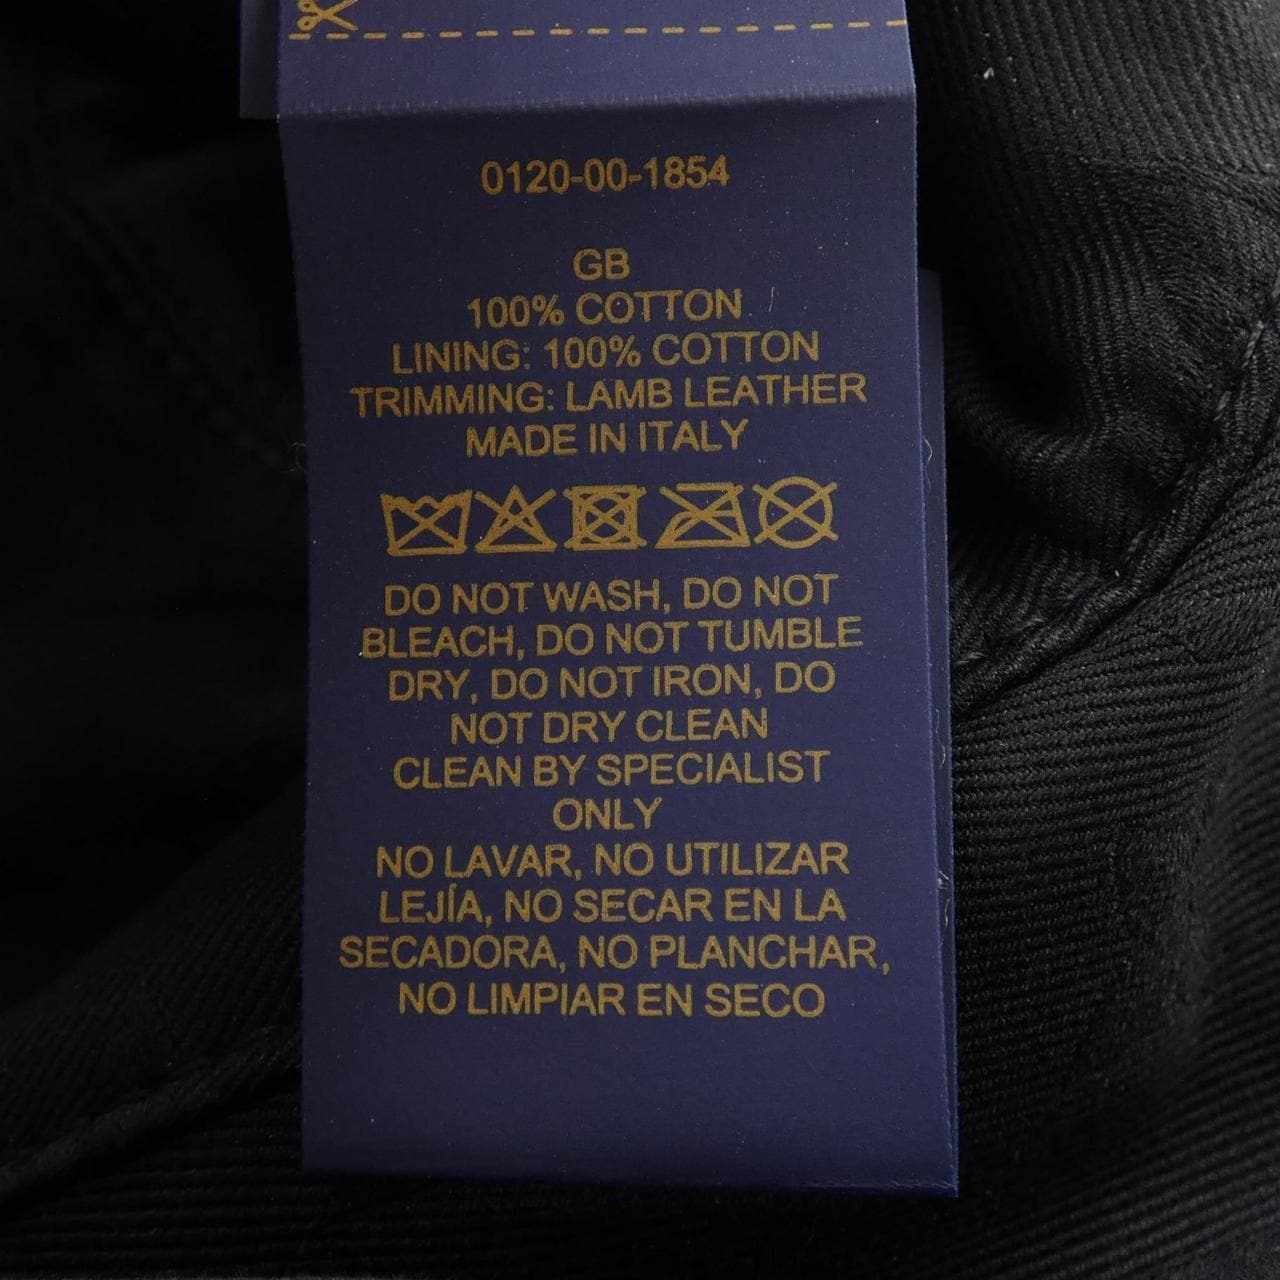 0120-00-1854
GB
100% COTTON
LINING: 100% COTTON
TRIMMING: LAMB LEATHER
MADE IN ITALY
DO NOT WASH, DO NOT
BLEACH, DO NOT TUMBLE
DRY, DO NOT IRON, DO
NOT DRY CLEAN
CLEAN BY SPECIALIST
ONLY
NO LAVAR, NO UTILIZAR
LEJÍA, NO SECAR EN LA
SECADORA, NO PLANCHAR,
NO LIMPIAR EN SECO